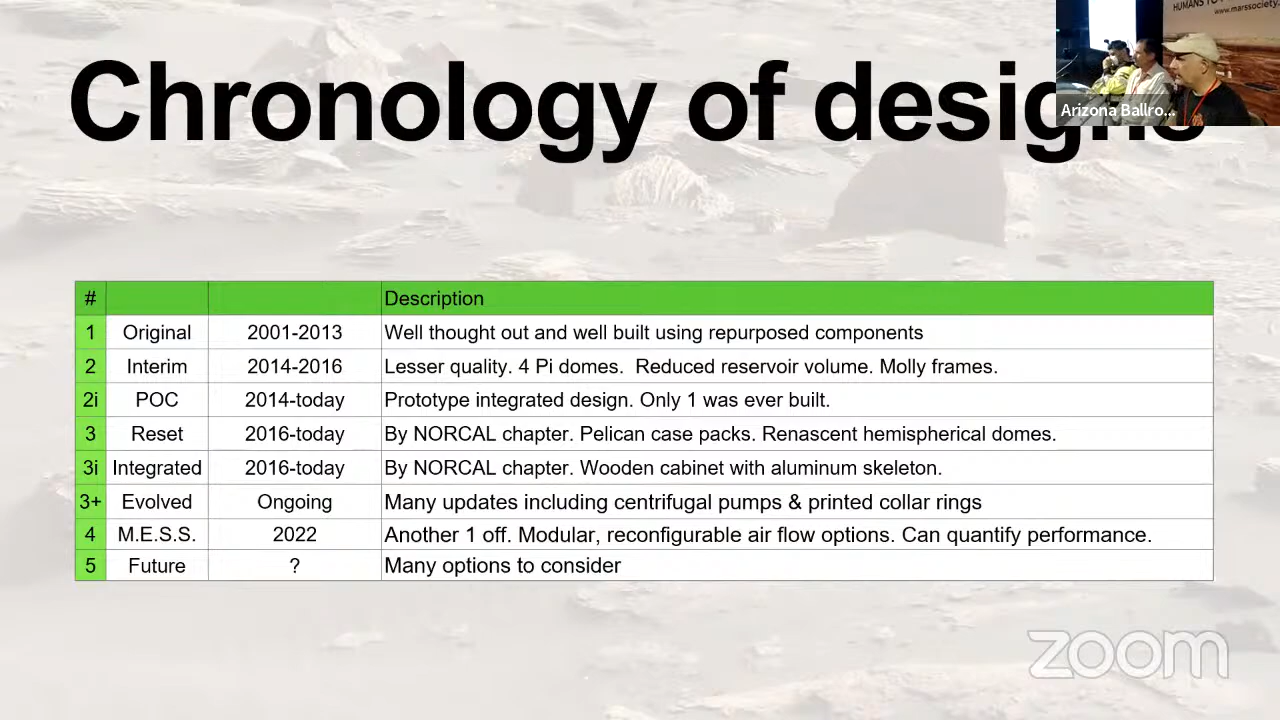 HUMANS TO
www.marssociety.
Arizona Ballro...
Chronology of designs
# Description
1 Original 2001-2013 Well thought out and well built using repurposed components
2 Interim 2014-2016 Lesser quality. 4 Pi domes. Reduced reservoir volume. Molly frames.
2i POC 2014-today Prototype integrated design. Only 1 was ever built.
3 Reset 2016-today By NORCAL chapter. Pelican case packs. Renascent hemispherical domes.
3i Integrated 2016-today By NORCAL chapter. Wooden cabinet with aluminum skeleton.
3+ Evolved Ongoing Many updates including centrifugal pumps & printed collar rings
4 M.E.S.S. 2022 Another 1 off. Modular, reconfigurable air flow options. Can quantify performance.
5 Future ? Many options to consider
zoom